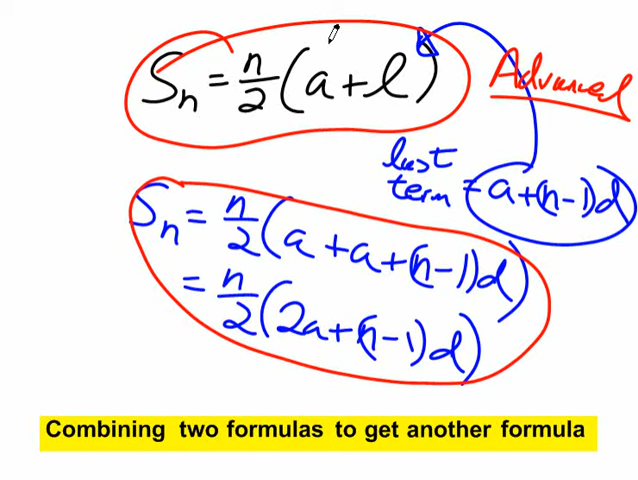 Sn = n/2 (a + l)
Advanced
last
term = a + (n-1)d
Sn = n/2 (a + a + (n-1)d)
= n/2 (2a + (n-1)d)
Combining two formulas to get another formula